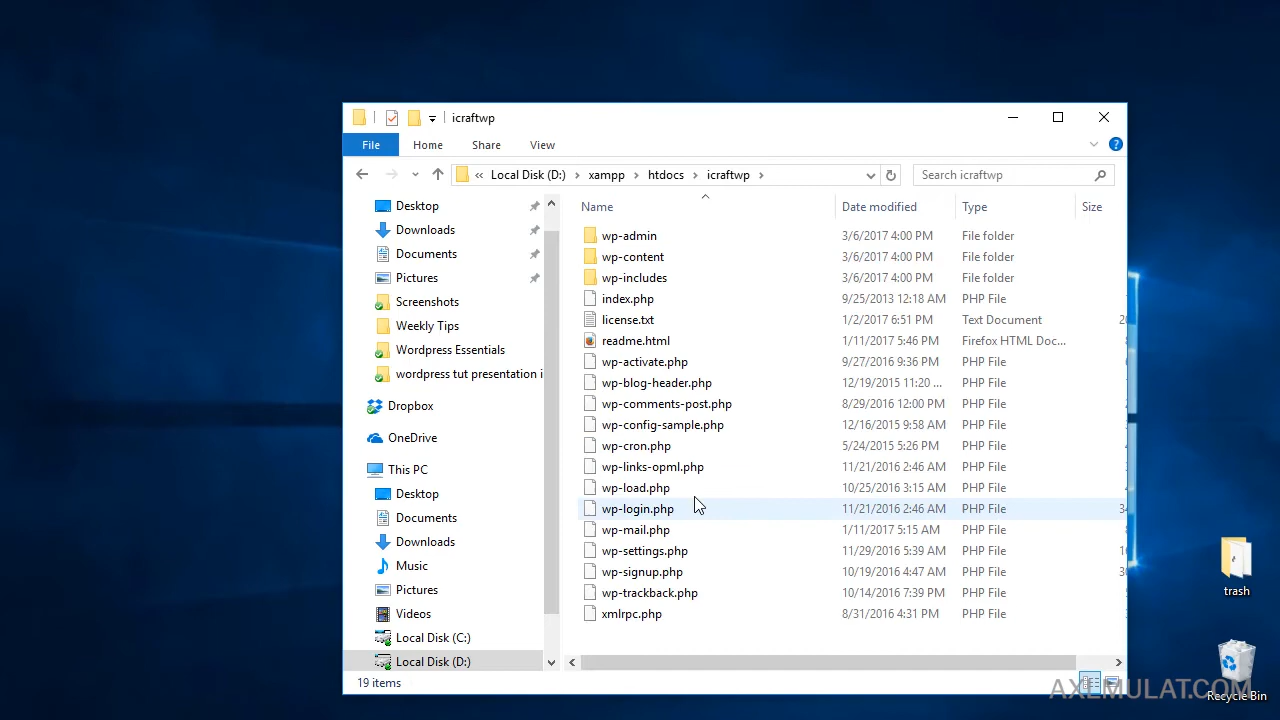 icraftwp
File Home Share View
« Local Disk (D:) › xampp › htdocs › icraftwp ›
Search icraftwp
Desktop
Downloads
Documents
Pictures
Screenshots
Weekly Tips
Wordpress Essentials
wordpress tut presentation i
Dropbox
OneDrive
This PC
Desktop
Documents
Downloads
Music
Pictures
Videos
Local Disk (C:)
Local Disk (D:)
Name Date modified Type Size
wp-admin 3/6/2017 4:00 PM File folder
wp-content 3/6/2017 4:00 PM File folder
wp-includes 3/6/2017 4:00 PM File folder
index.php 9/25/2013 12:18 AM PHP File
license.txt 1/2/2017 6:51 PM Text Document
readme.html 1/11/2017 5:46 PM Firefox HTML Doc...
wp-activate.php 9/27/2016 9:36 PM PHP File
wp-blog-header.php 12/19/2015 11:20 ... PHP File
wp-comments-post.php 8/29/2016 12:00 PM PHP File
wp-config-sample.php 12/16/2015 9:58 AM PHP File
wp-cron.php 5/24/2015 5:26 PM PHP File
wp-links-opml.php 11/21/2016 2:46 AM PHP File
wp-load.php 10/25/2016 3:15 AM PHP File
wp-login.php 11/21/2016 2:46 AM PHP File
wp-mail.php 1/11/2017 5:15 AM PHP File
wp-settings.php 11/29/2016 5:39 AM PHP File
wp-signup.php 10/19/2016 4:47 AM PHP File
wp-trackback.php 10/14/2016 7:39 PM PHP File
xmlrpc.php 8/31/2016 4:31 PM PHP File
19 items
trash
Recycle Bin
AXLMULAT.COM